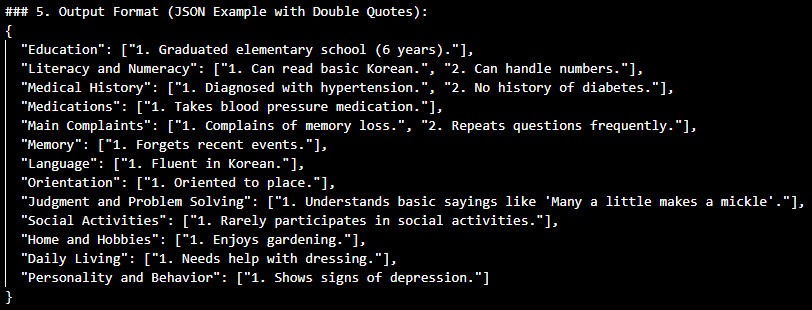 ### 5. Output Format (JSON Example with Double Quotes):
{
"Education": ["1. Graduated elementary school (6 years)."],
"Literacy and Numeracy": ["1. Can read basic Korean.", "2. Can handle numbers."],
"Medical History": ["1. Diagnosed with hypertension.", "2. No history of diabetes."],
"Medications": ["1. Takes blood pressure medication."],
"Main Complaints": ["1. Complains of memory loss.", "2. Repeats questions frequently."],
"Memory": ["1. Forgets recent events."],
"Language": ["1. Fluent in Korean."],
"Orientation": ["1. Oriented to place."],
"Judgment and Problem Solving": ["1. Understands basic sayings like 'Many a little makes a mickle'."],
"Social Activities": ["1. Rarely participates in social activities."],
"Home and Hobbies": ["1. Enjoys gardening."],
"Daily Living": ["1. Needs help with dressing."],
"Personality and Behavior": ["1. Shows signs of depression."]
}